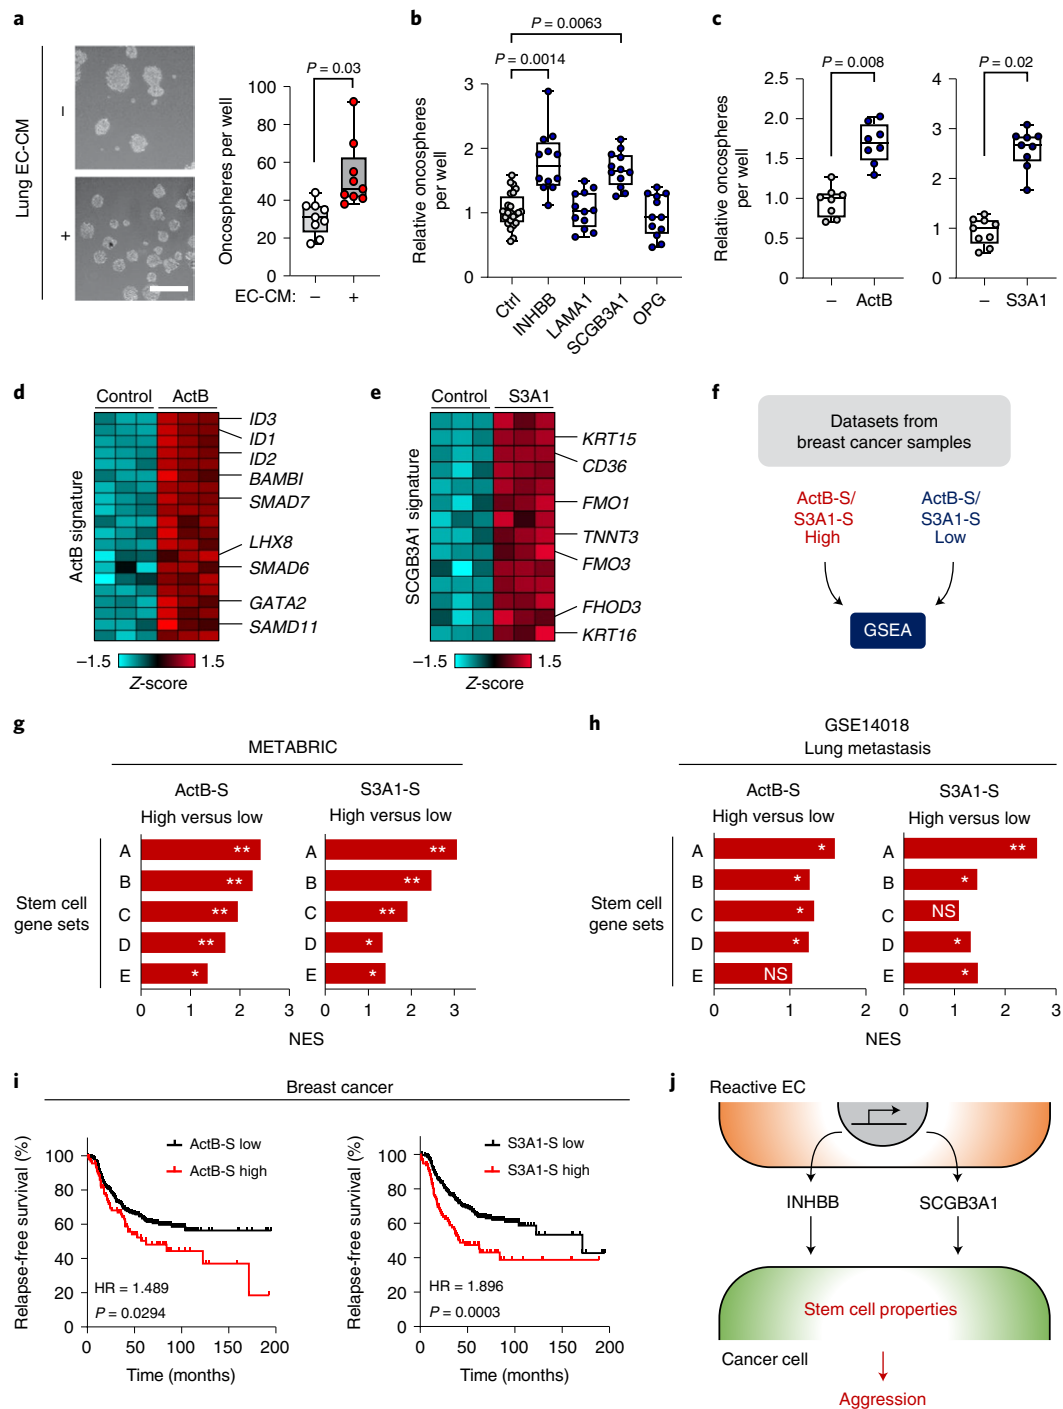 a
Lung EC-CM
–
+
Oncospheres per well
100
80
60
40
20
0
P = 0.03
EC-CM: – +
b
P = 0.0063
P = 0.0014
Relative oncospheres
per well
3
2
1
0
Ctrl
INHBB
LAMA1
SCGB3A1
OPG
c
P = 0.008
Relative oncospheres
per well
2.5
2.0
1.5
1.0
0.5
0
– ActB
P = 0.02
4
3
2
1
0
– S3A1
d
Control ActB
ActB signature
ID3
ID1
ID2
BAMBI
SMAD7
LHX8
SMAD6
GATA2
SAMD11
–1.5 1.5
Z-score
e
Control S3A1
SCGB3A1 signature
KRT15
CD36
FMO1
TNNT3
FMO3
FHOD3
KRT16
–1.5 1.5
Z-score
f
Datasets from
breast cancer samples
ActB-S/
S3A1-S
High
ActB-S/
S3A1-S
Low
GSEA
g
METABRIC
ActB-S
High versus low
S3A1-S
High versus low
Stem cell
gene sets
A ** A **
B ** B **
C ** C **
D ** D *
E * E *
0 1 2 3 0 1 2 3
NES
h
GSE14018
Lung metastasis
ActB-S
High versus low
S3A1-S
High versus low
Stem cell
gene sets
A * A **
B * B *
C * C NS
D * D *
E NS E *
0 1 2 0 1 2 3
NES
i
Breast cancer
Relapse-free survival (%)
100
80
60
40
20
0
ActB-S low
ActB-S high
HR = 1.489
P = 0.0294
0 50 100 150 200
Time (months)
Relapse-free survival (%)
100
80
60
40
20
0
S3A1-S low
S3A1-S high
HR = 1.896
P = 0.0003
0 50 100 150 200
Time (months)
j
Reactive EC
INHBB SCGB3A1
Stem cell properties
Cancer cell
Aggression